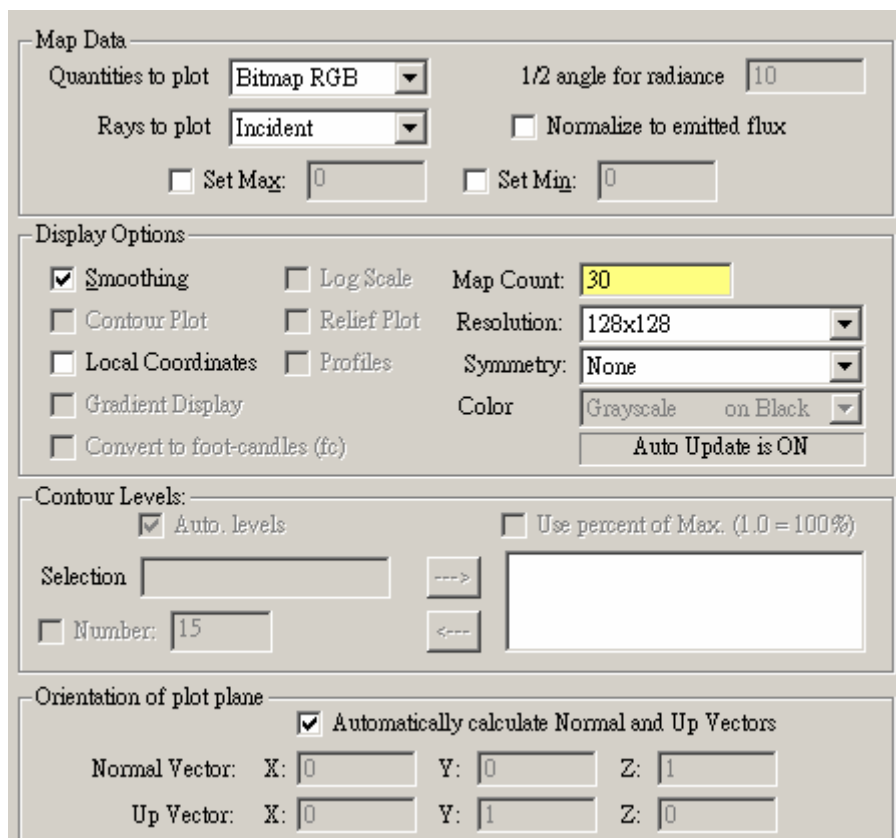 Map Data
Quantities to plot Bitmap RGB 1/2 angle for radiance 10
Rays to plot Incident Normalize to emitted flux
Set Max: 0 Set Min: 0
Display Options
Smoothing Log Scale Map Count: 30
Contour Plot Relief Plot Resolution: 128x128
Local Coordinates Profiles Symmetry: None
Gradient Display Color Grayscale on Black
Convert to foot-candles (fc) Auto Update is ON
Contour Levels:
Auto. levels Use percent of Max. (1.0 = 100%)
Selection --->
Number: 15 <---
Orientation of plot plane
Automatically calculate Normal and Up Vectors
Normal Vector: X: 0 Y: 0 Z: 1
Up Vector: X: 0 Y: 1 Z: 0